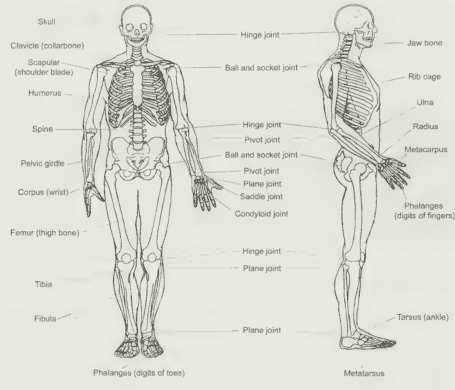 Skull
Clavicle (collarbone)
Scapular
(shoulder blade)
Humerus
Spine
Pelvic girdle
Corpus (wrist)
Femur (thigh bone)
Tibia
Fibula
Phalanges (digits of toes)
Hinge joint
Ball and socket joint
Hinge joint
Pivot joint
Ball and socket joint
Pivot joint
Plane joint
Saddle joint
Condyloid joint
Hinge joint
Plane joint
Plane joint
Jaw bone
Rib cage
Ulna
Radius
Metacarpus
Phalanges
(digits of fingers)
Tarsus (ankle)
Metatarsus